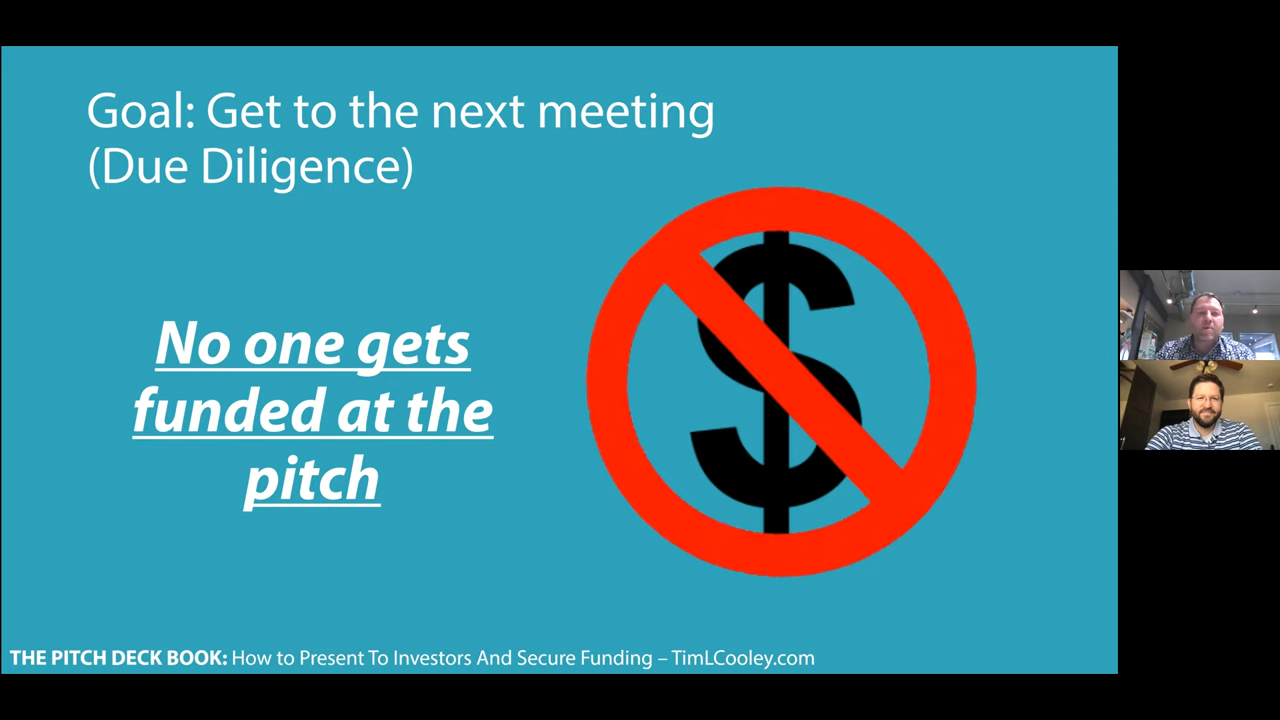 Goal: Get to the next meeting
(Due Diligence)
No one gets
funded at the
pitch
THE PITCH DECK BOOK: How to Present To Investors And Secure Funding – TimLCooley.com